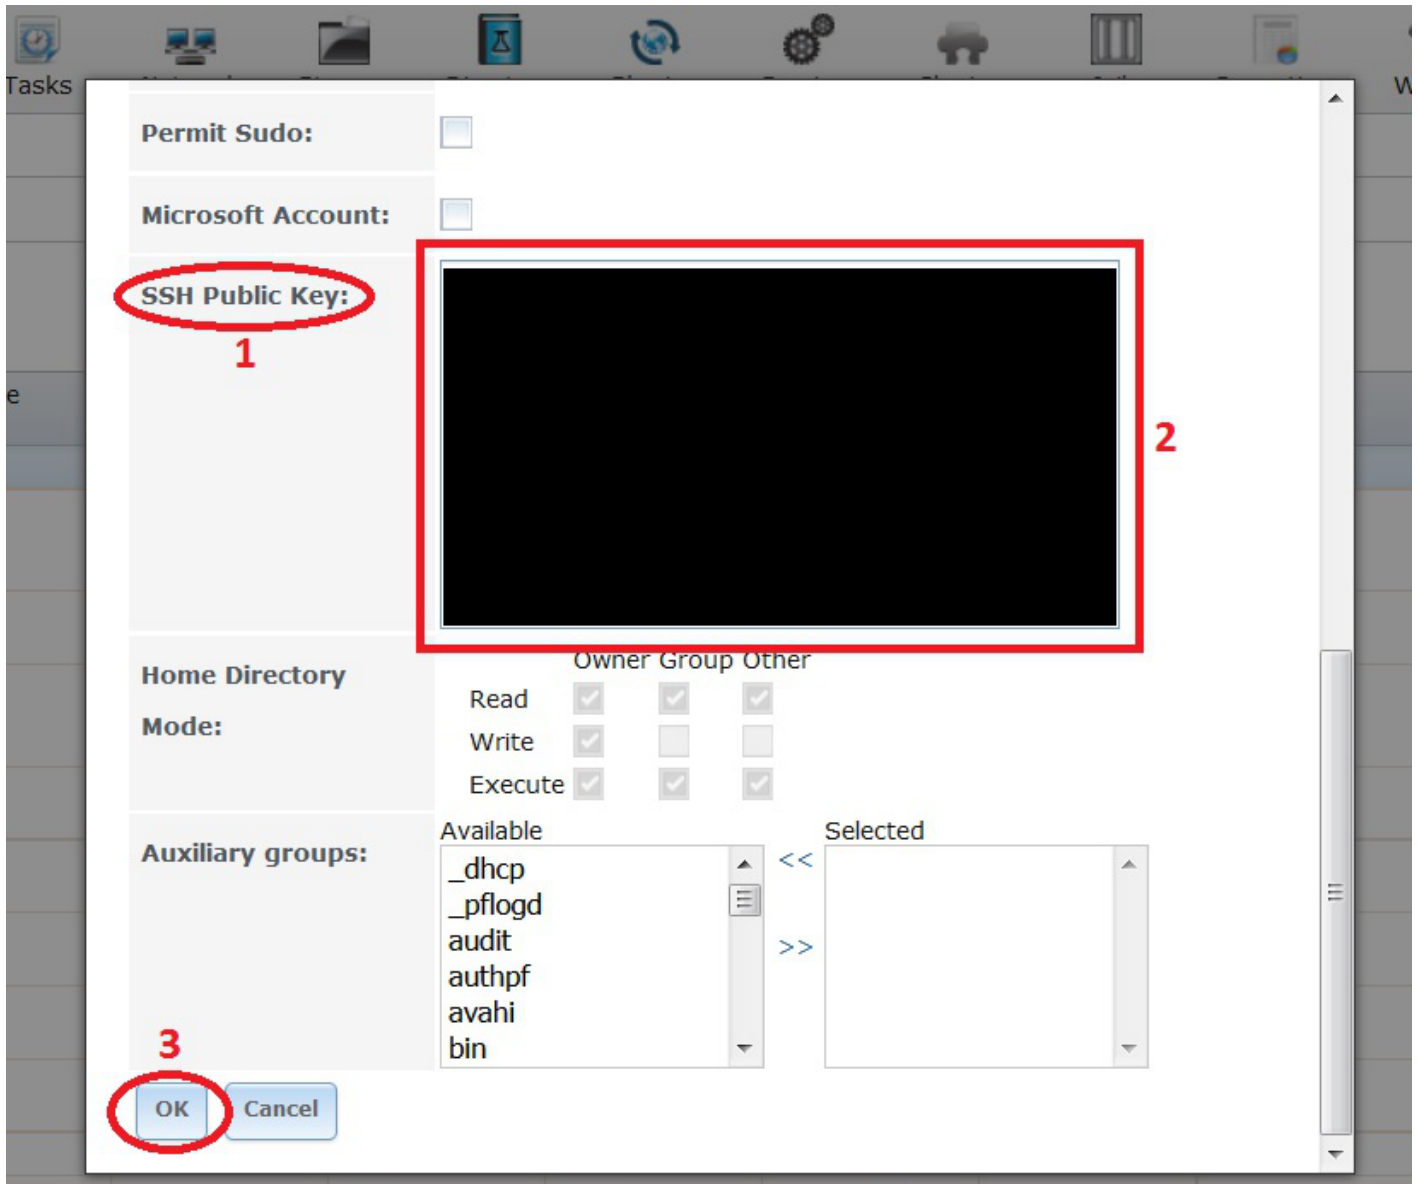 Tasks
W
Permit Sudo:
Microsoft Account:
SSH Public Key:
1
e
2
Owner Group Other
Home Directory
Mode:
Read
Write
Execute
Available
Selected
Auxiliary groups:
_dhcp
<<
_pflogd
audit
>>
authpf
avahi
bin
3
OK
Cancel